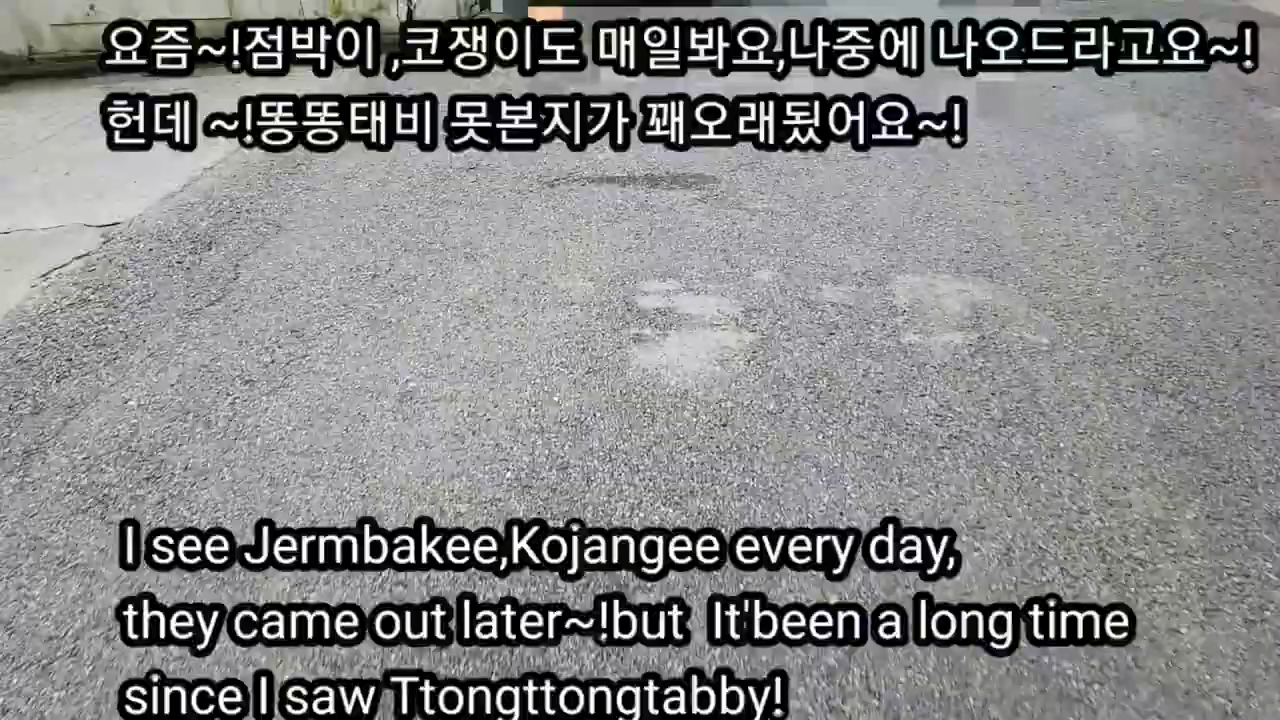 요즘~!점박이 ,코쟁이도 매일봐요,나중에 나오드라고요~!
헌데 ~!똥똥태비 못본지가 꽤오래됬어요~!
I see Jermbakee,Kojangee every day,
they came out later~!but  It'been a long time
since I saw Ttongttongtabby!